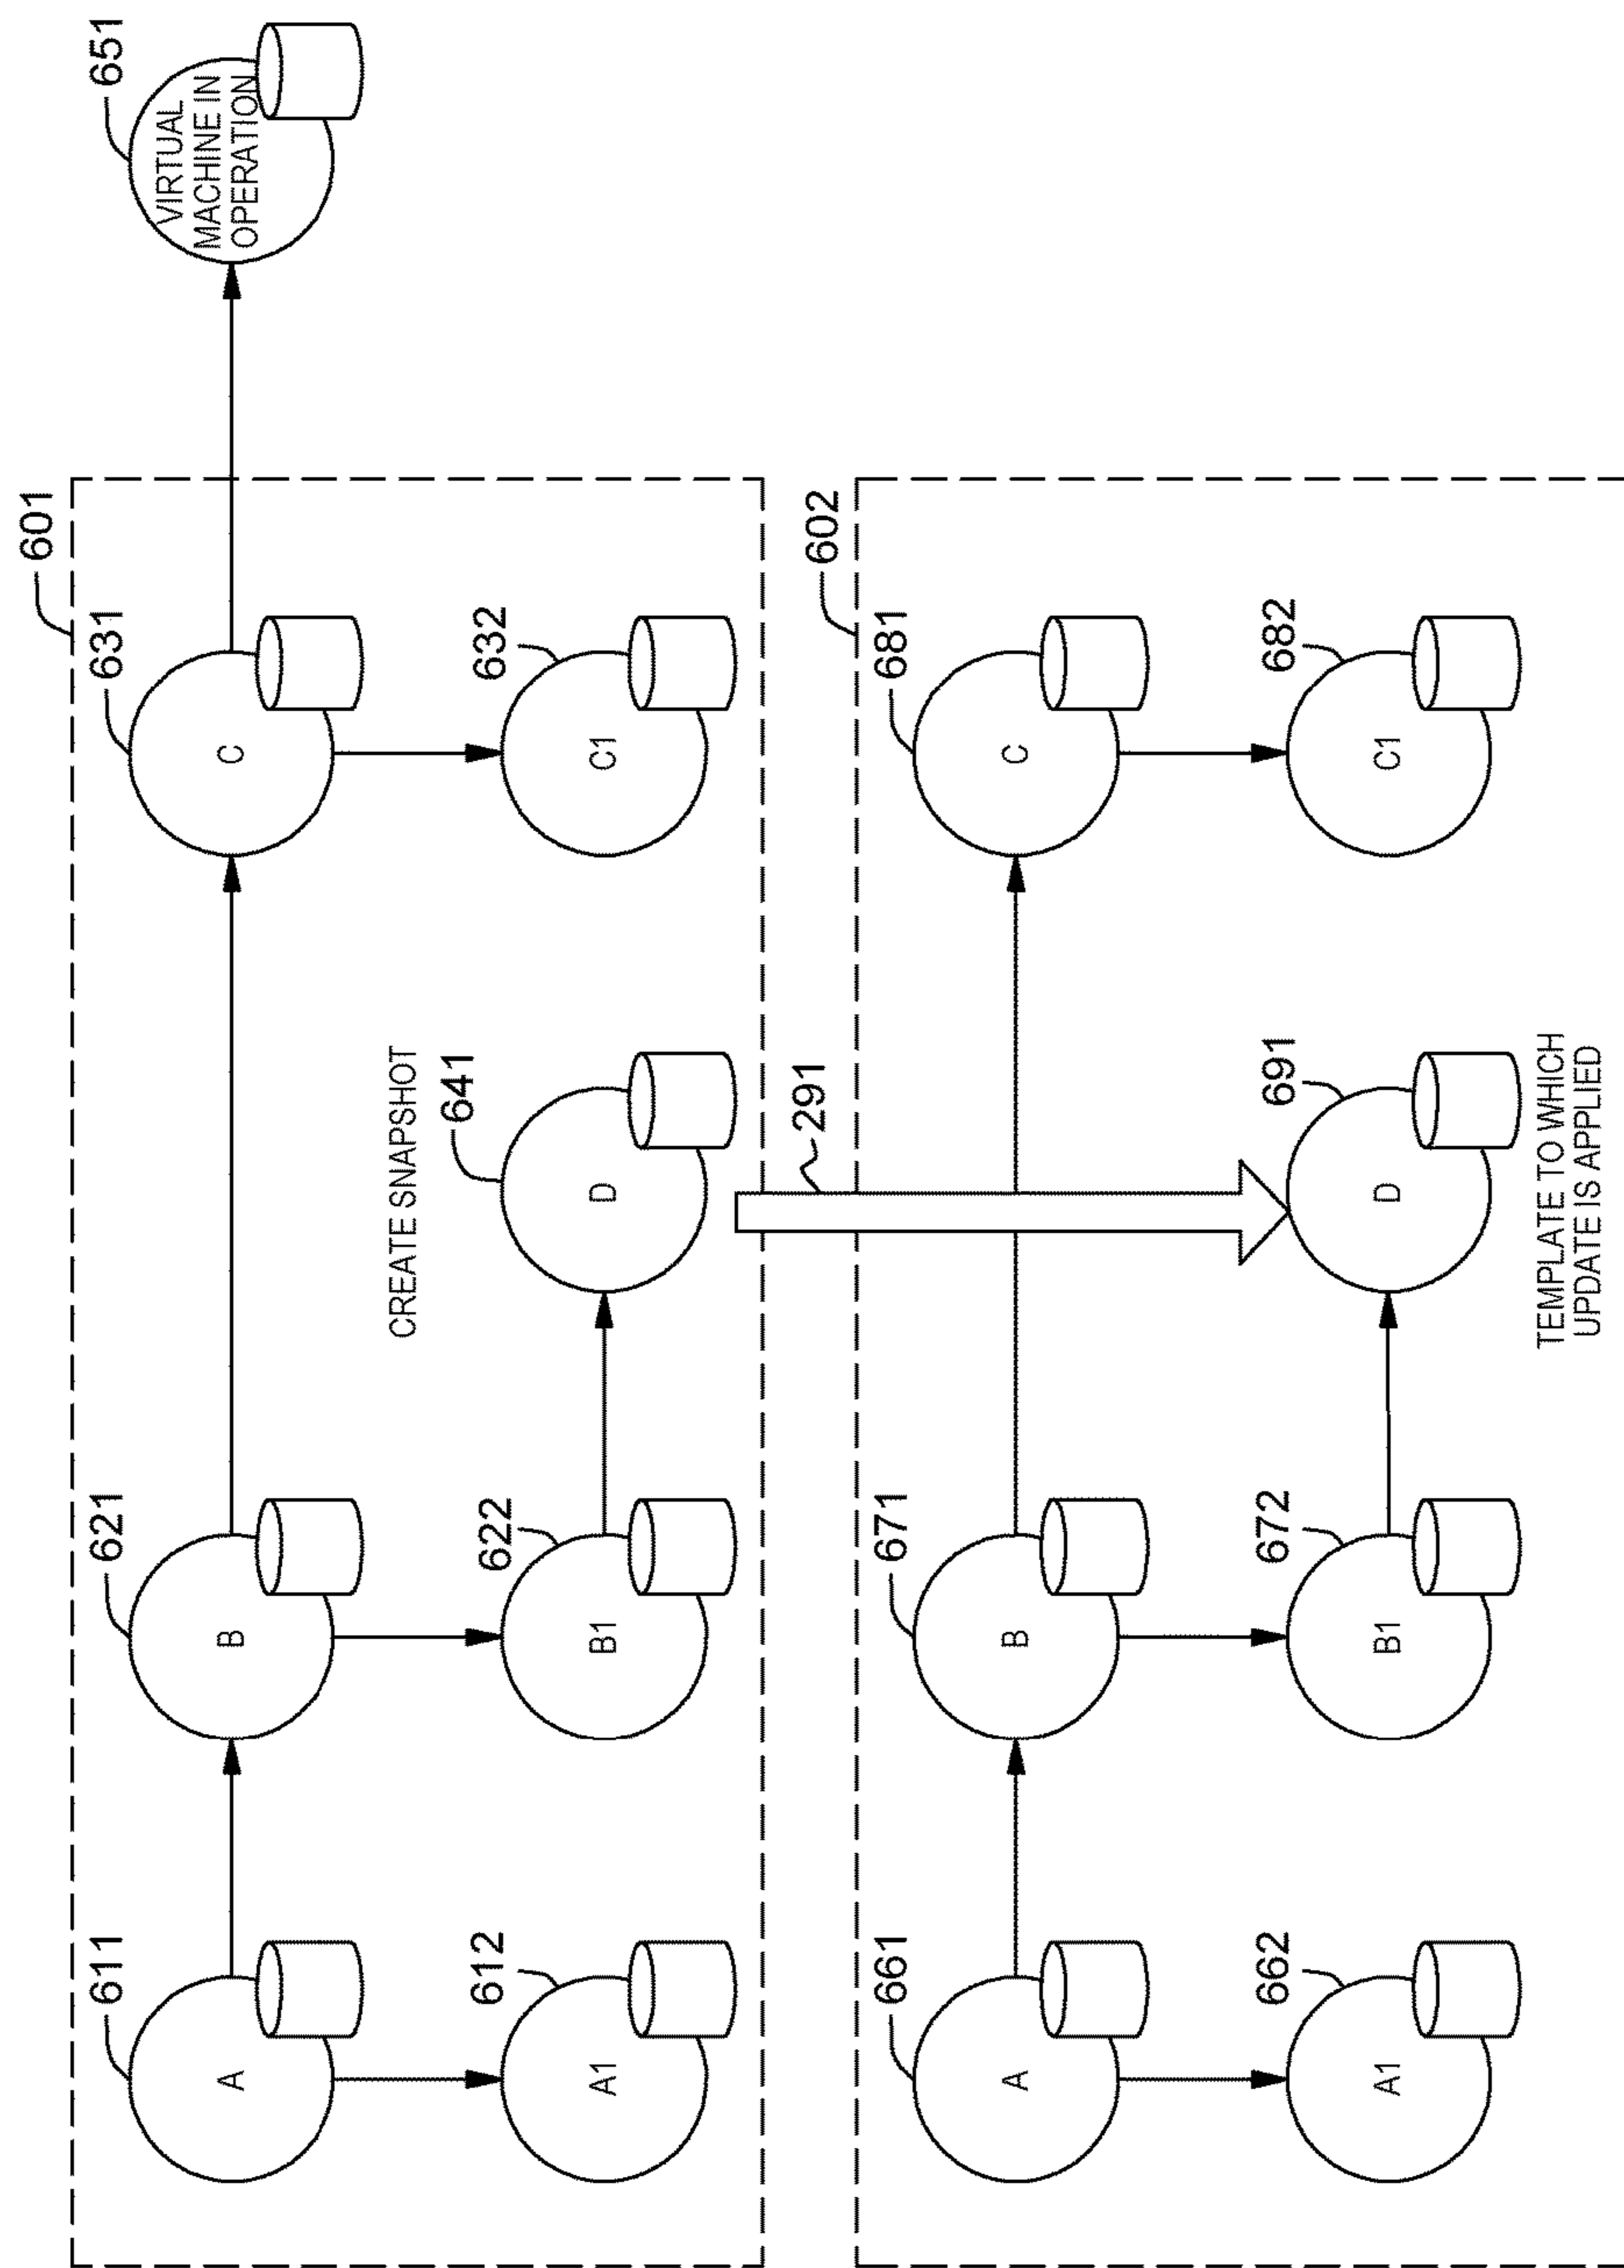 601
611
A
621
B
631
C
651
VIRTUAL
MACHINE IN
OPERATION
CREATE SNAPSHOT
612
A1
622
B1
641
D
632
C1
291
602
661
A
671
B
681
C
662
A1
672
B1
691
D
682
C1
TEMPLATE TO WHICH
UPDATE IS APPLIED